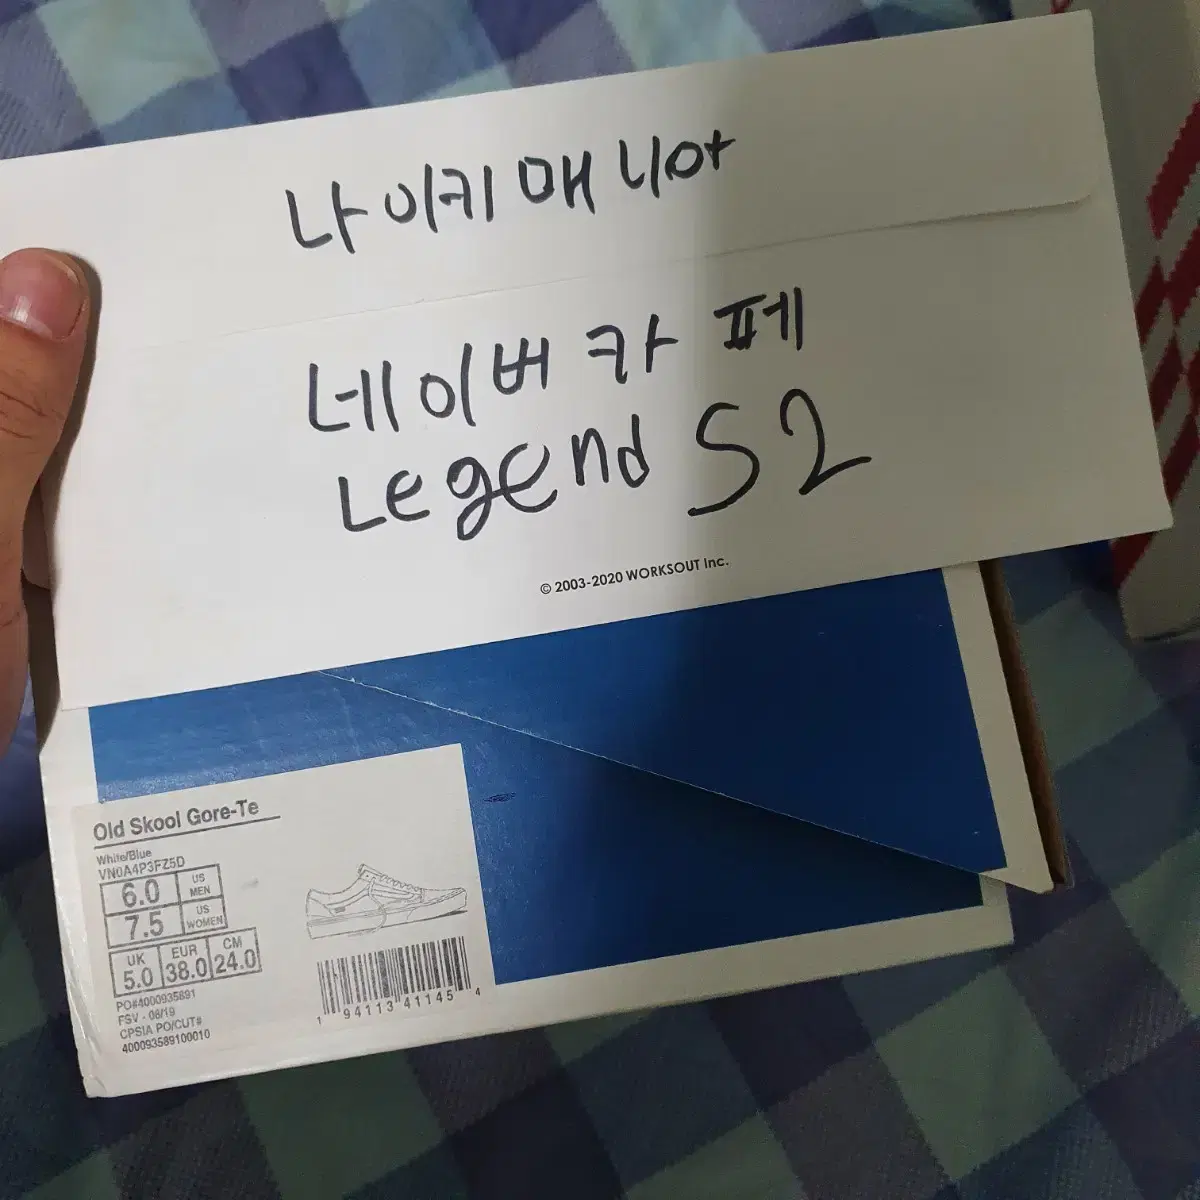 나이키매니아
네이버카페
Legend S2
© 2003-2020 WORKSOUT Inc.
Old Skool Gore-Te
White/Blue
VN0A4P3FZ5D
6.0 US MEN
7.5 US WOMEN
UK EUR CM
5.0 38.0 24.0
PO#4000935891
FSV - 08/19
CPSIA PO/CUT#
400093589100010
1 94113 41145 4